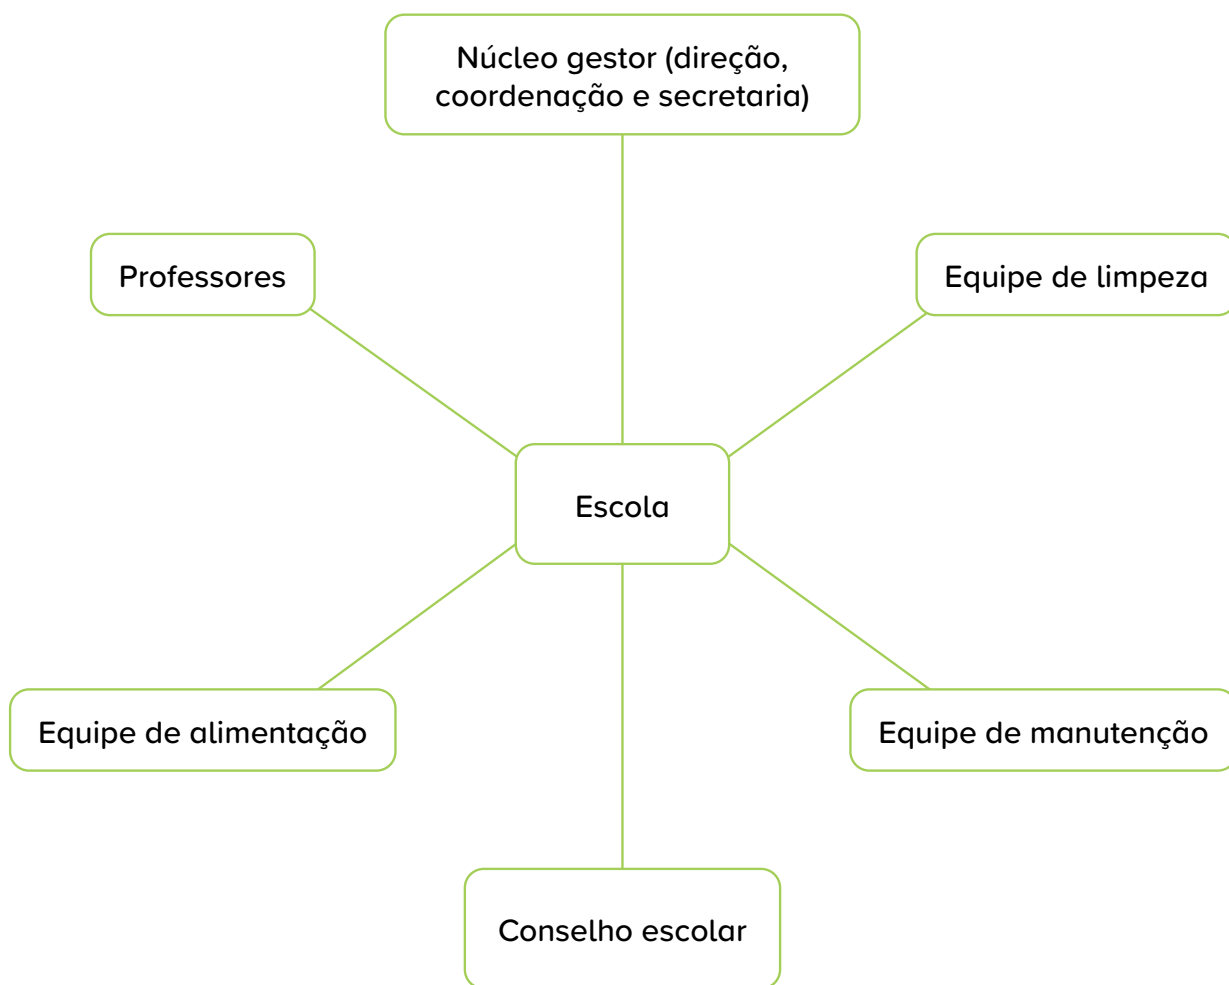 Núcleo gestor (direção,
coordenação e secretaria)
Professores
Equipe de limpeza
Escola
Equipe de alimentação
Equipe de manutenção
Conselho escolar